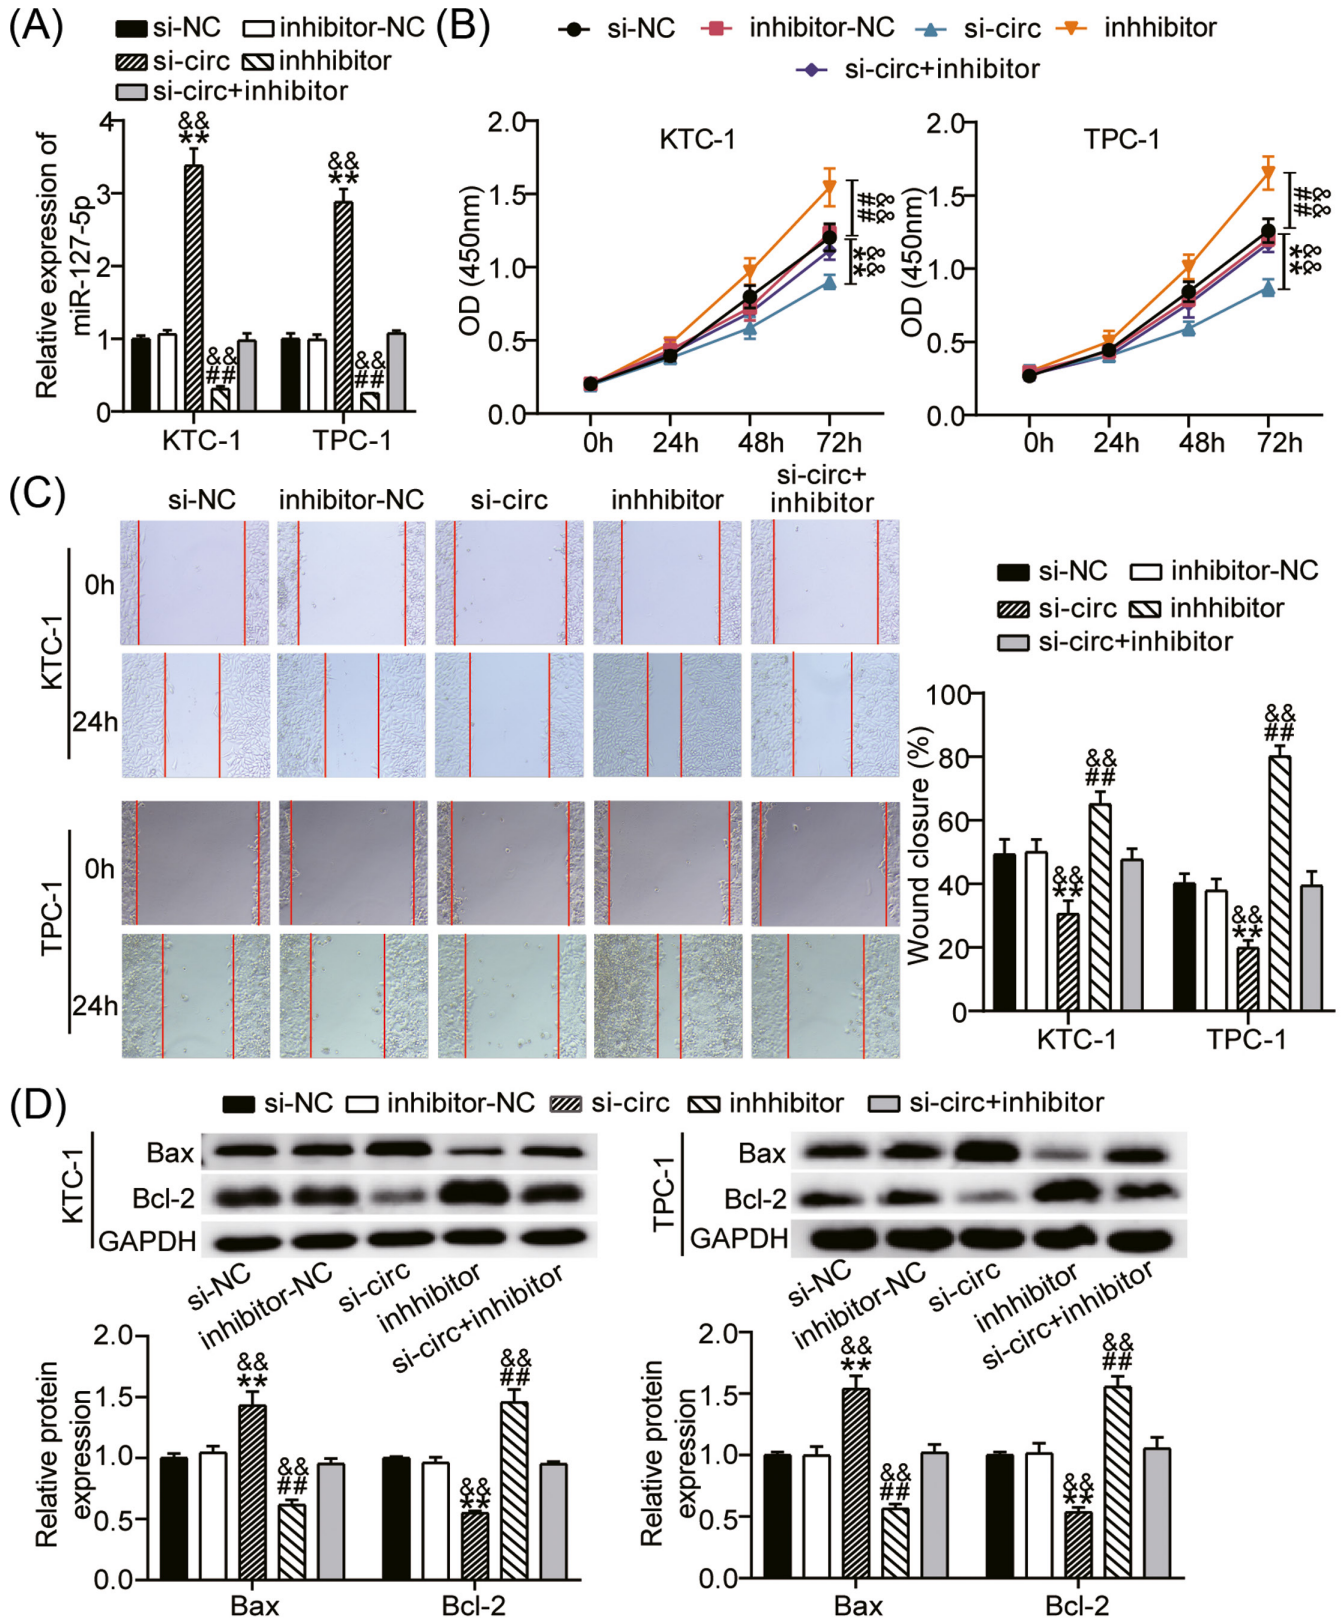 (A)
si-NC inhibitor-NC
si-circ inhhibitor
si-circ+inhibitor
Relative expression of
miR-127-5p
4
3
2
1
0
&&
**
&&
##
&&
**
&&
##
KTC-1 TPC-1
(B)
si-NC inhibitor-NC si-circ inhhibitor
si-circ+inhibitor
OD (450nm)
2.0
1.5
1.0
0.5
0.0
KTC-1
##
&&
**
&&
0h 24h 48h 72h
OD (450nm)
2.0
1.5
1.0
0.5
0.0
TPC-1
##
&&
**
&&
0h 24h 48h 72h
(C)
si-NC inhibitor-NC si-circ inhhibitor si-circ+
inhibitor
KTC-1
0h
24h
TPC-1
0h
24h
si-NC inhibitor-NC
si-circ inhhibitor
si-circ+inhibitor
Wound closure (%)
100
80
60
40
20
0
&&
**
&&
##
&&
**
&&
##
KTC-1 TPC-1
(D)
si-NC inhibitor-NC si-circ inhhibitor si-circ+inhibitor
KTC-1
Bax
Bcl-2
GAPDH
si-NC
inhibitor-NC
si-circ
inhhibitor
si-circ+inhibitor
TPC-1
Bax
Bcl-2
GAPDH
si-NC
inhibitor-NC
si-circ
inhhibitor
si-circ+inhibitor
Relative protein
expression
2.0
1.5
1.0
0.5
0.0
&&
**
&&
##
&&
**
&&
##
Bax Bcl-2
Relative protein
expression
2.0
1.5
1.0
0.5
0.0
&&
**
&&
##
&&
**
&&
##
Bax Bcl-2